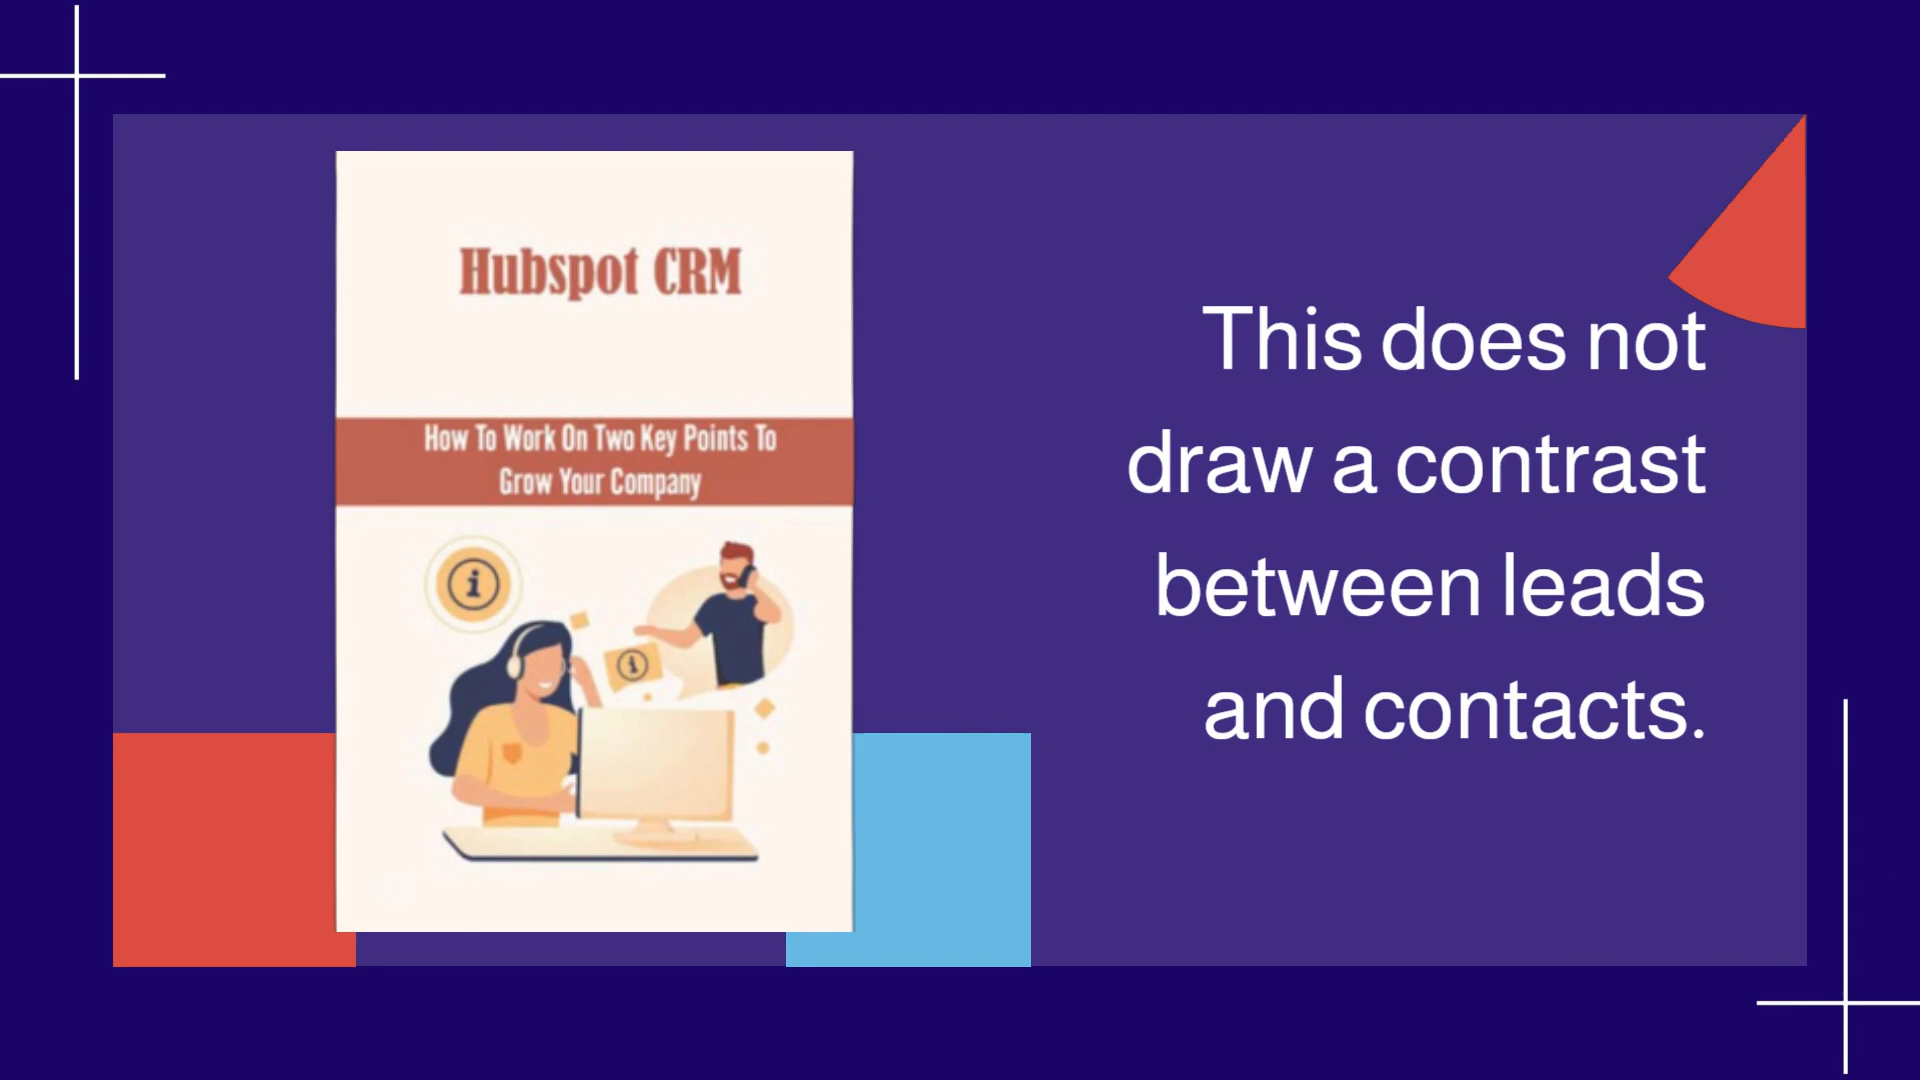 Hubspot CRM
How To Work On Two Key Points To
Grow Your Company
This does not
draw a contrast
between leads
and contacts.